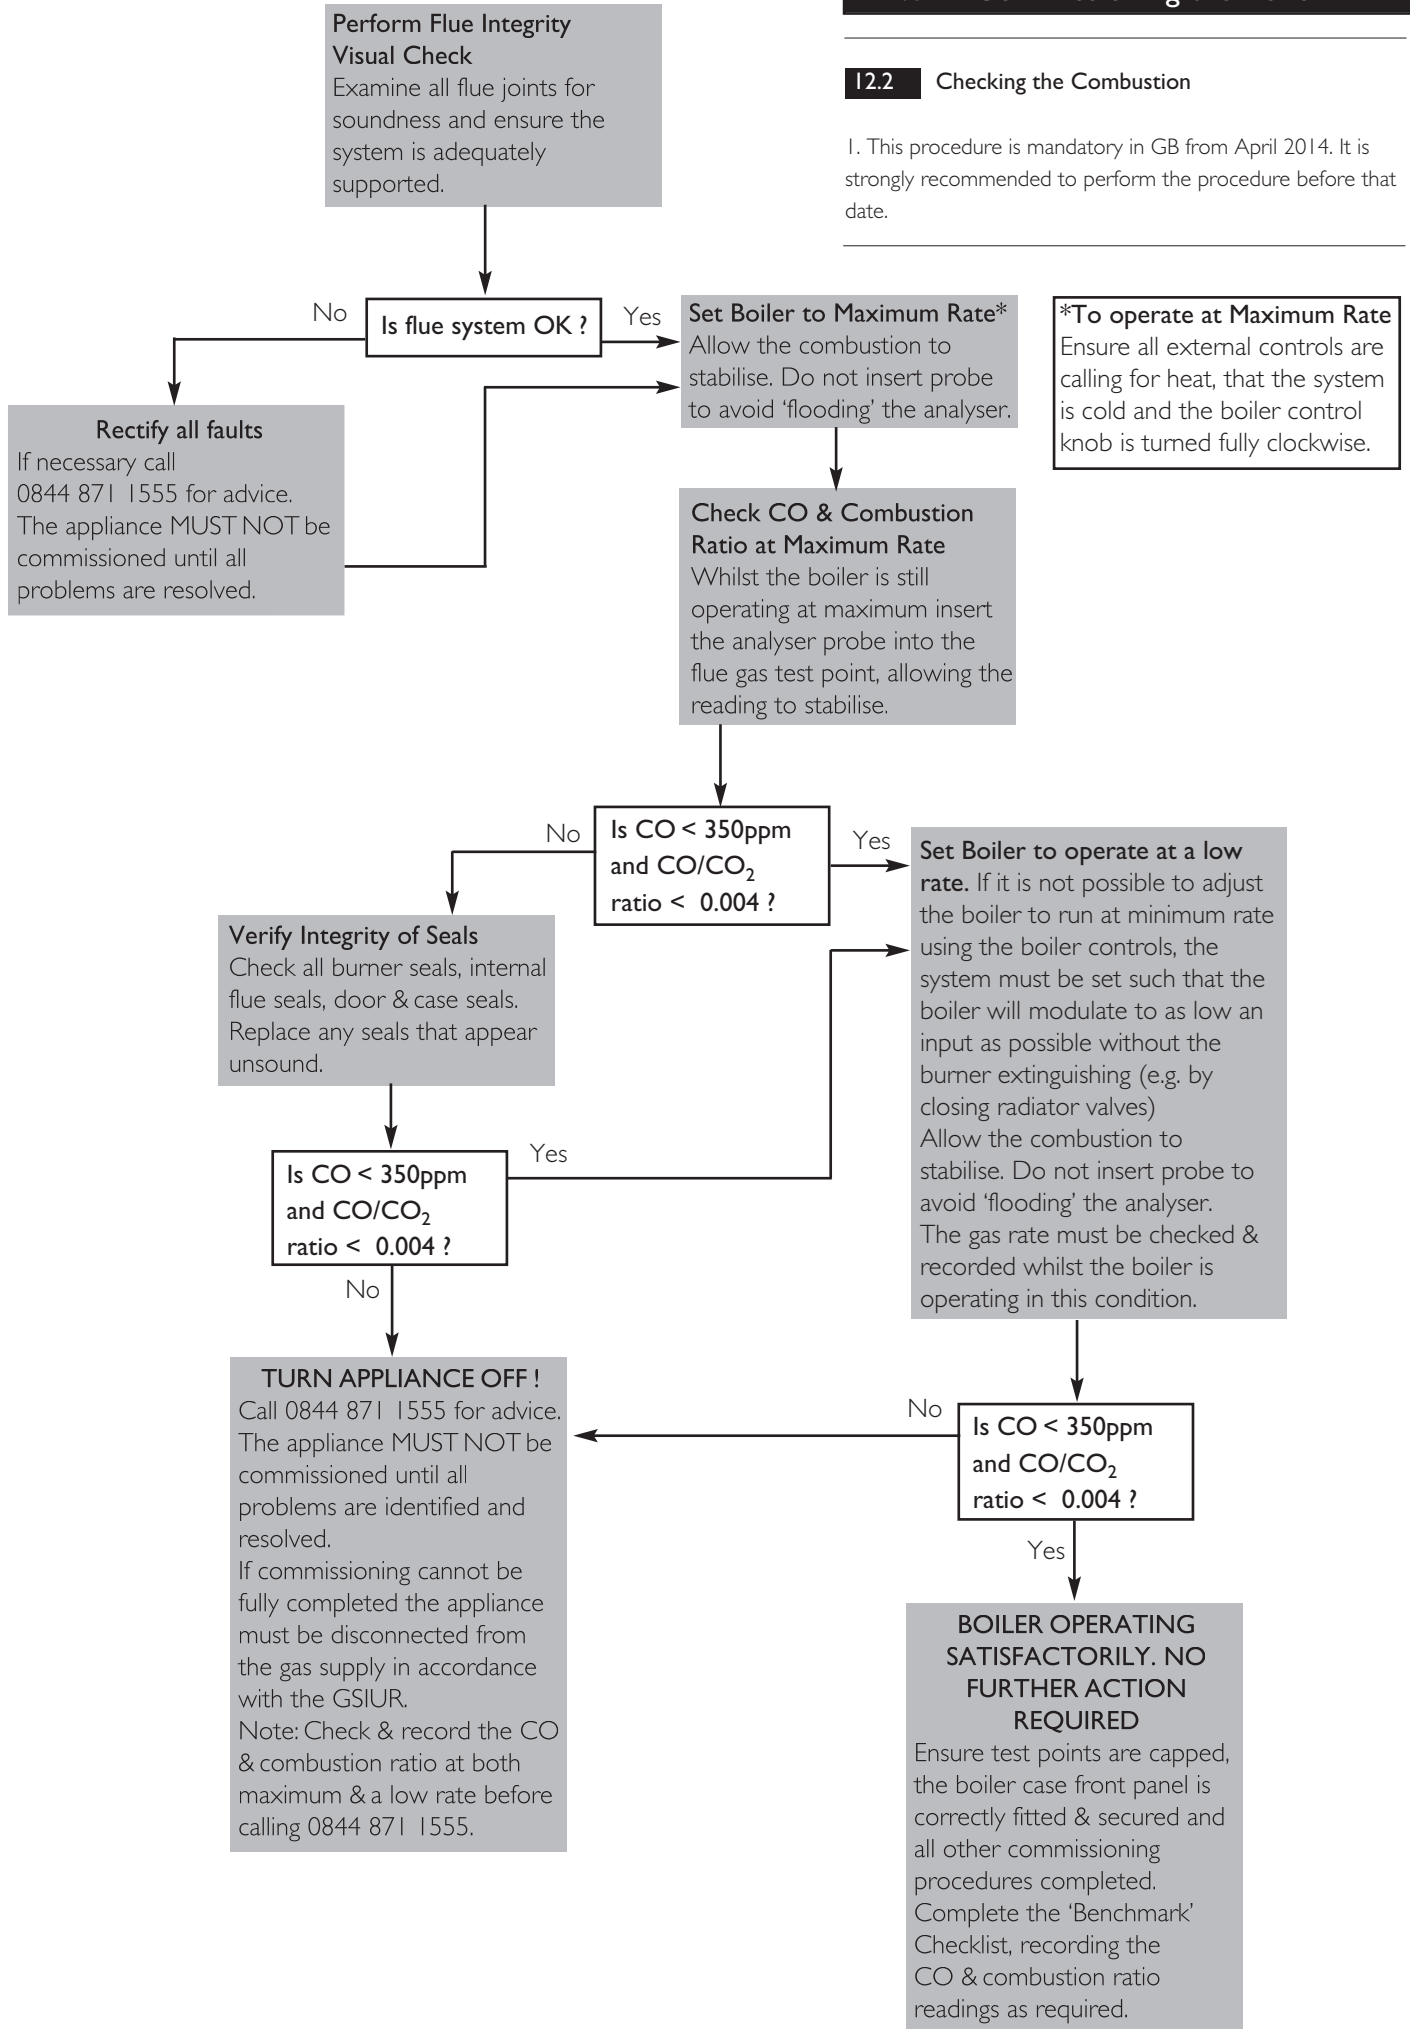 Perform Flue Integrity
Visual Check
Examine all flue joints for
soundness and ensure the
system is adequately
supported.
12.2 Checking the Combustion
1. This procedure is mandatory in GB from April 2014. It is
strongly recommended to perform the procedure before that
date.
No
Is flue system OK ?
Yes
Set Boiler to Maximum Rate*
Allow the combustion to
stabilise. Do not insert probe
to avoid ‘flooding’ the analyser.
*To operate at Maximum Rate
Ensure all external controls are
calling for heat, that the system
is cold and the boiler control
knob is turned fully clockwise.
Rectify all faults
If necessary call
0844 871 1555 for advice.
The appliance MUST NOT be
commissioned until all
problems are resolved.
Check CO & Combustion
Ratio at Maximum Rate
Whilst the boiler is still
operating at maximum insert
the analyser probe into the
flue gas test point, allowing the
reading to stabilise.
No
Is CO < 350ppm
and CO/CO₂
ratio < 0.004 ?
Yes
Set Boiler to operate at a low
rate. If it is not possible to adjust
the boiler to run at minimum rate
using the boiler controls, the
system must be set such that the
boiler will modulate to as low an
input as possible without the
burner extinguishing (e.g. by
closing radiator valves)
Allow the combustion to
stabilise. Do not insert probe to
avoid ‘flooding’ the analyser.
The gas rate must be checked &
recorded whilst the boiler is
operating in this condition.
Verify Integrity of Seals
Check all burner seals, internal
flue seals, door & case seals.
Replace any seals that appear
unsound.
Is CO < 350ppm
and CO/CO₂
ratio < 0.004 ?
Yes
No
TURN APPLIANCE OFF !
Call 0844 871 1555 for advice.
The appliance MUST NOT be
commissioned until all
problems are identified and
resolved.
If commissioning cannot be
fully completed the appliance
must be disconnected from
the gas supply in accordance
with the GSIUR.
Note: Check & record the CO
& combustion ratio at both
maximum & a low rate before
calling 0844 871 1555.
No
Is CO < 350ppm
and CO/CO₂
ratio < 0.004 ?
Yes
BOILER OPERATING
SATISFACTORILY. NO
FURTHER ACTION
REQUIRED
Ensure test points are capped,
the boiler case front panel is
correctly fitted & secured and
all other commissioning
procedures completed.
Complete the ‘Benchmark’
Checklist, recording the
CO & combustion ratio
readings as required.